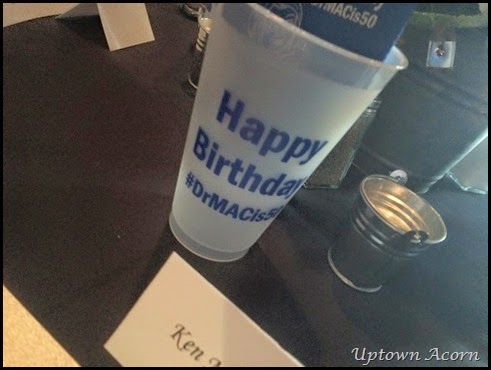 DrMACis50
Happy
Birthday
#DrMACis50
Ken
Uptown Acorn